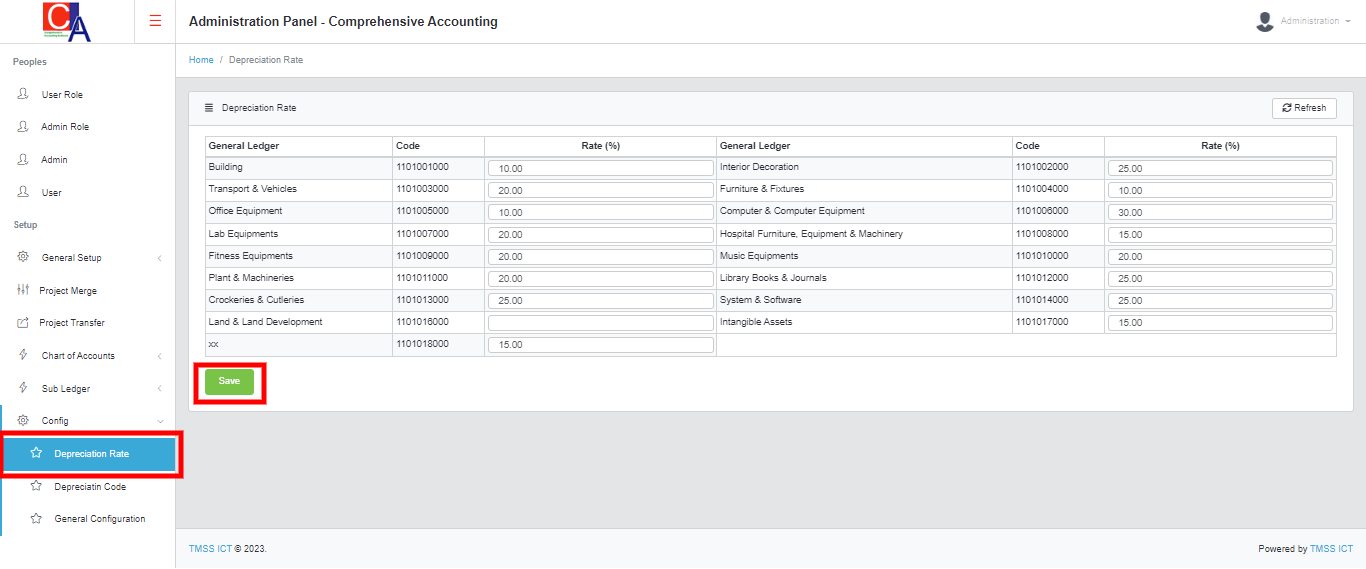 CA
Administration Panel - Comprehensive Accounting
Administration
Peoples
User Role
Admin Role
Admin
User
Setup
General Setup
Project Merge
Project Transfer
Chart of Accounts
Sub Ledger
Config
Depreciation Rate
Depreciatin Code
General Configuration
Home / Depreciation Rate
Depreciation Rate
Refresh
General Ledger Code Rate (%) General Ledger Code Rate (%)
Building 1101001000 10.00 Interior Decoration 1101002000 25.00
Transport & Vehicles 1101003000 20.00 Furniture & Fixtures 1101004000 10.00
Office Equipment 1101005000 10.00 Computer & Computer Equipment 1101006000 30.00
Lab Equipments 1101007000 20.00 Hospital Furniture, Equipment & Machinery 1101008000 15.00
Fitness Equipments 1101009000 20.00 Music Equipments 1101010000 20.00
Plant & Machineries 1101011000 20.00 Library Books & Journals 1101012000 25.00
Crockeries & Cutleries 1101013000 25.00 System & Software 1101014000 25.00
Land & Land Development 1101016000 Intangible Assets 1101017000 15.00
xx 1101018000 15.00
Save
TMSS ICT © 2023.
Powered by TMSS ICT